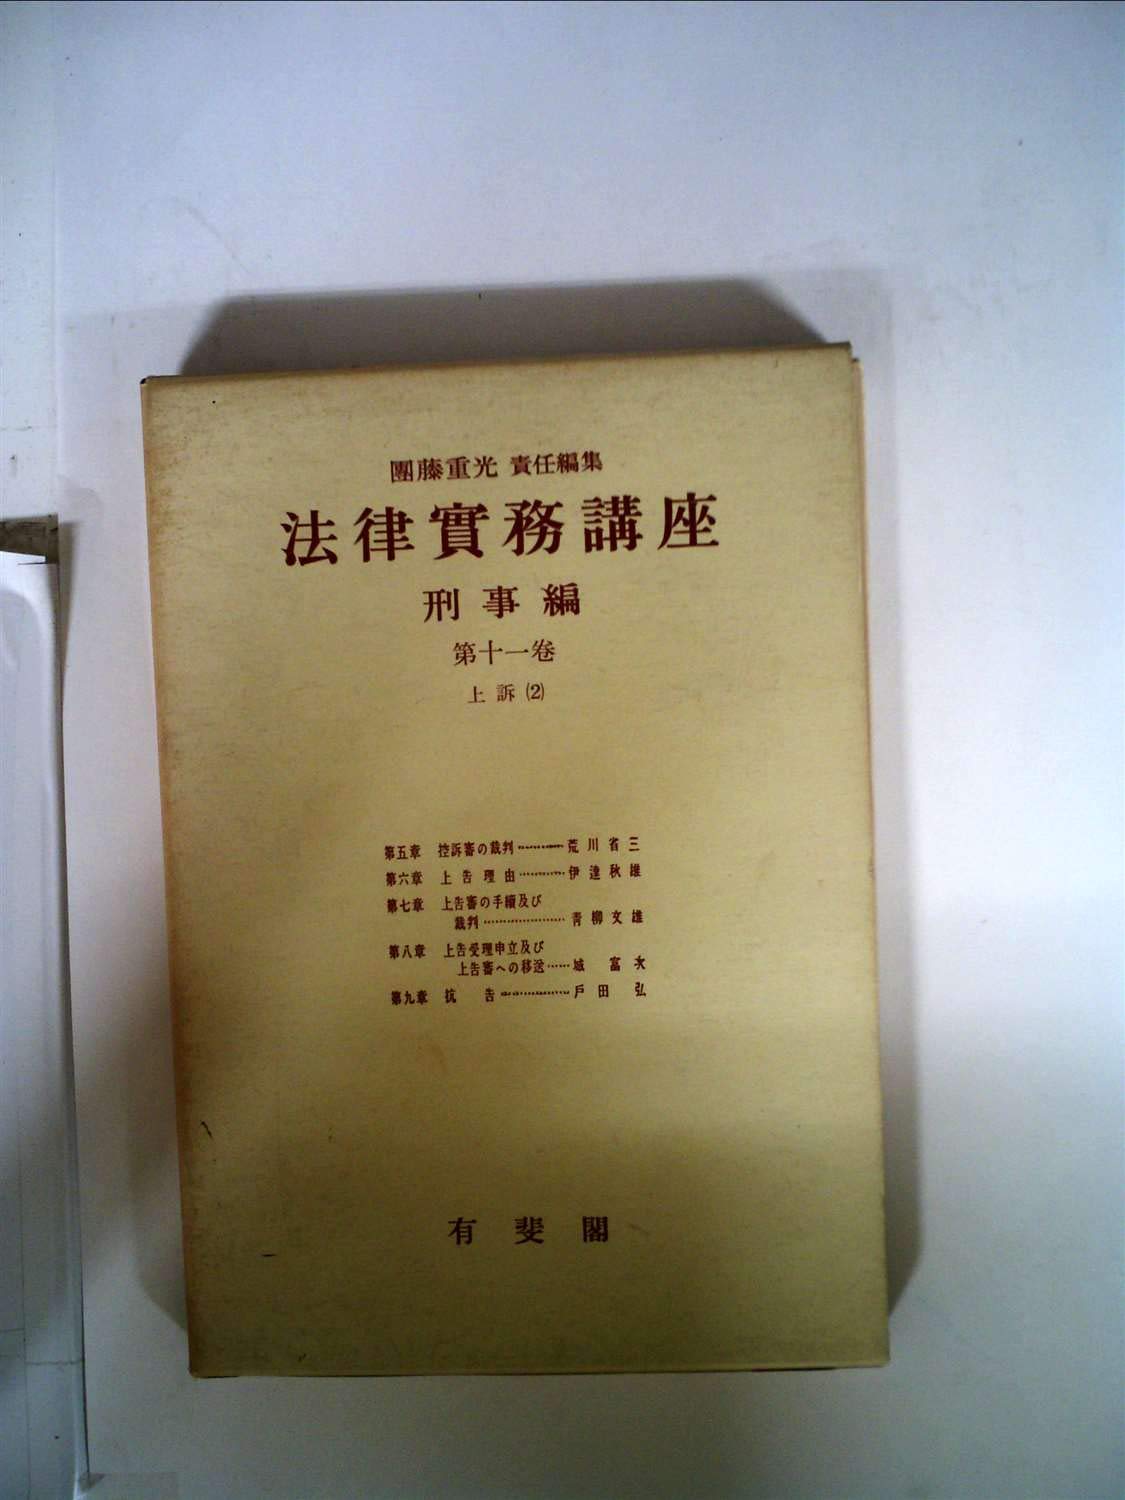 團藤重光 責任編集
法律實務講座
刑事編
第十一卷
上訴(2)
第五章 控訴審の裁判…………荒川省三
第六章 上告理由…………伊達秋雄
第七章 上告審の手續及び
裁判…………………青柳文雄
第八章 上告受理申立及び
上告審への移送……城富次
第九章 抗告………………戸田弘
有斐閣